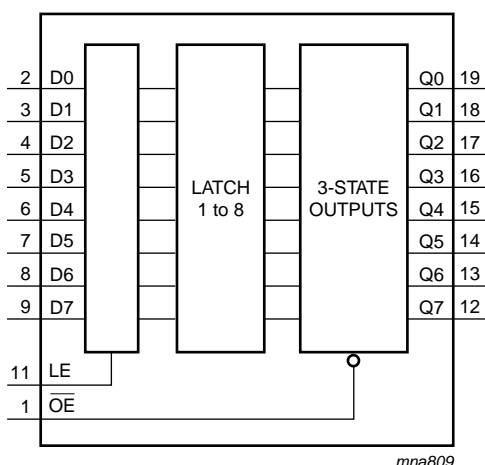 2 D0 Q0 19
3 D1 Q1 18
4 D2 Q2 17
5 D3 Q3 16
6 D4 Q4 15
7 D5 Q5 14
8 D6 Q6 13
9 D7 Q7 12
LATCH
1 to 8
3-STATE
OUTPUTS
11 LE
1 O̅E̅
mna809